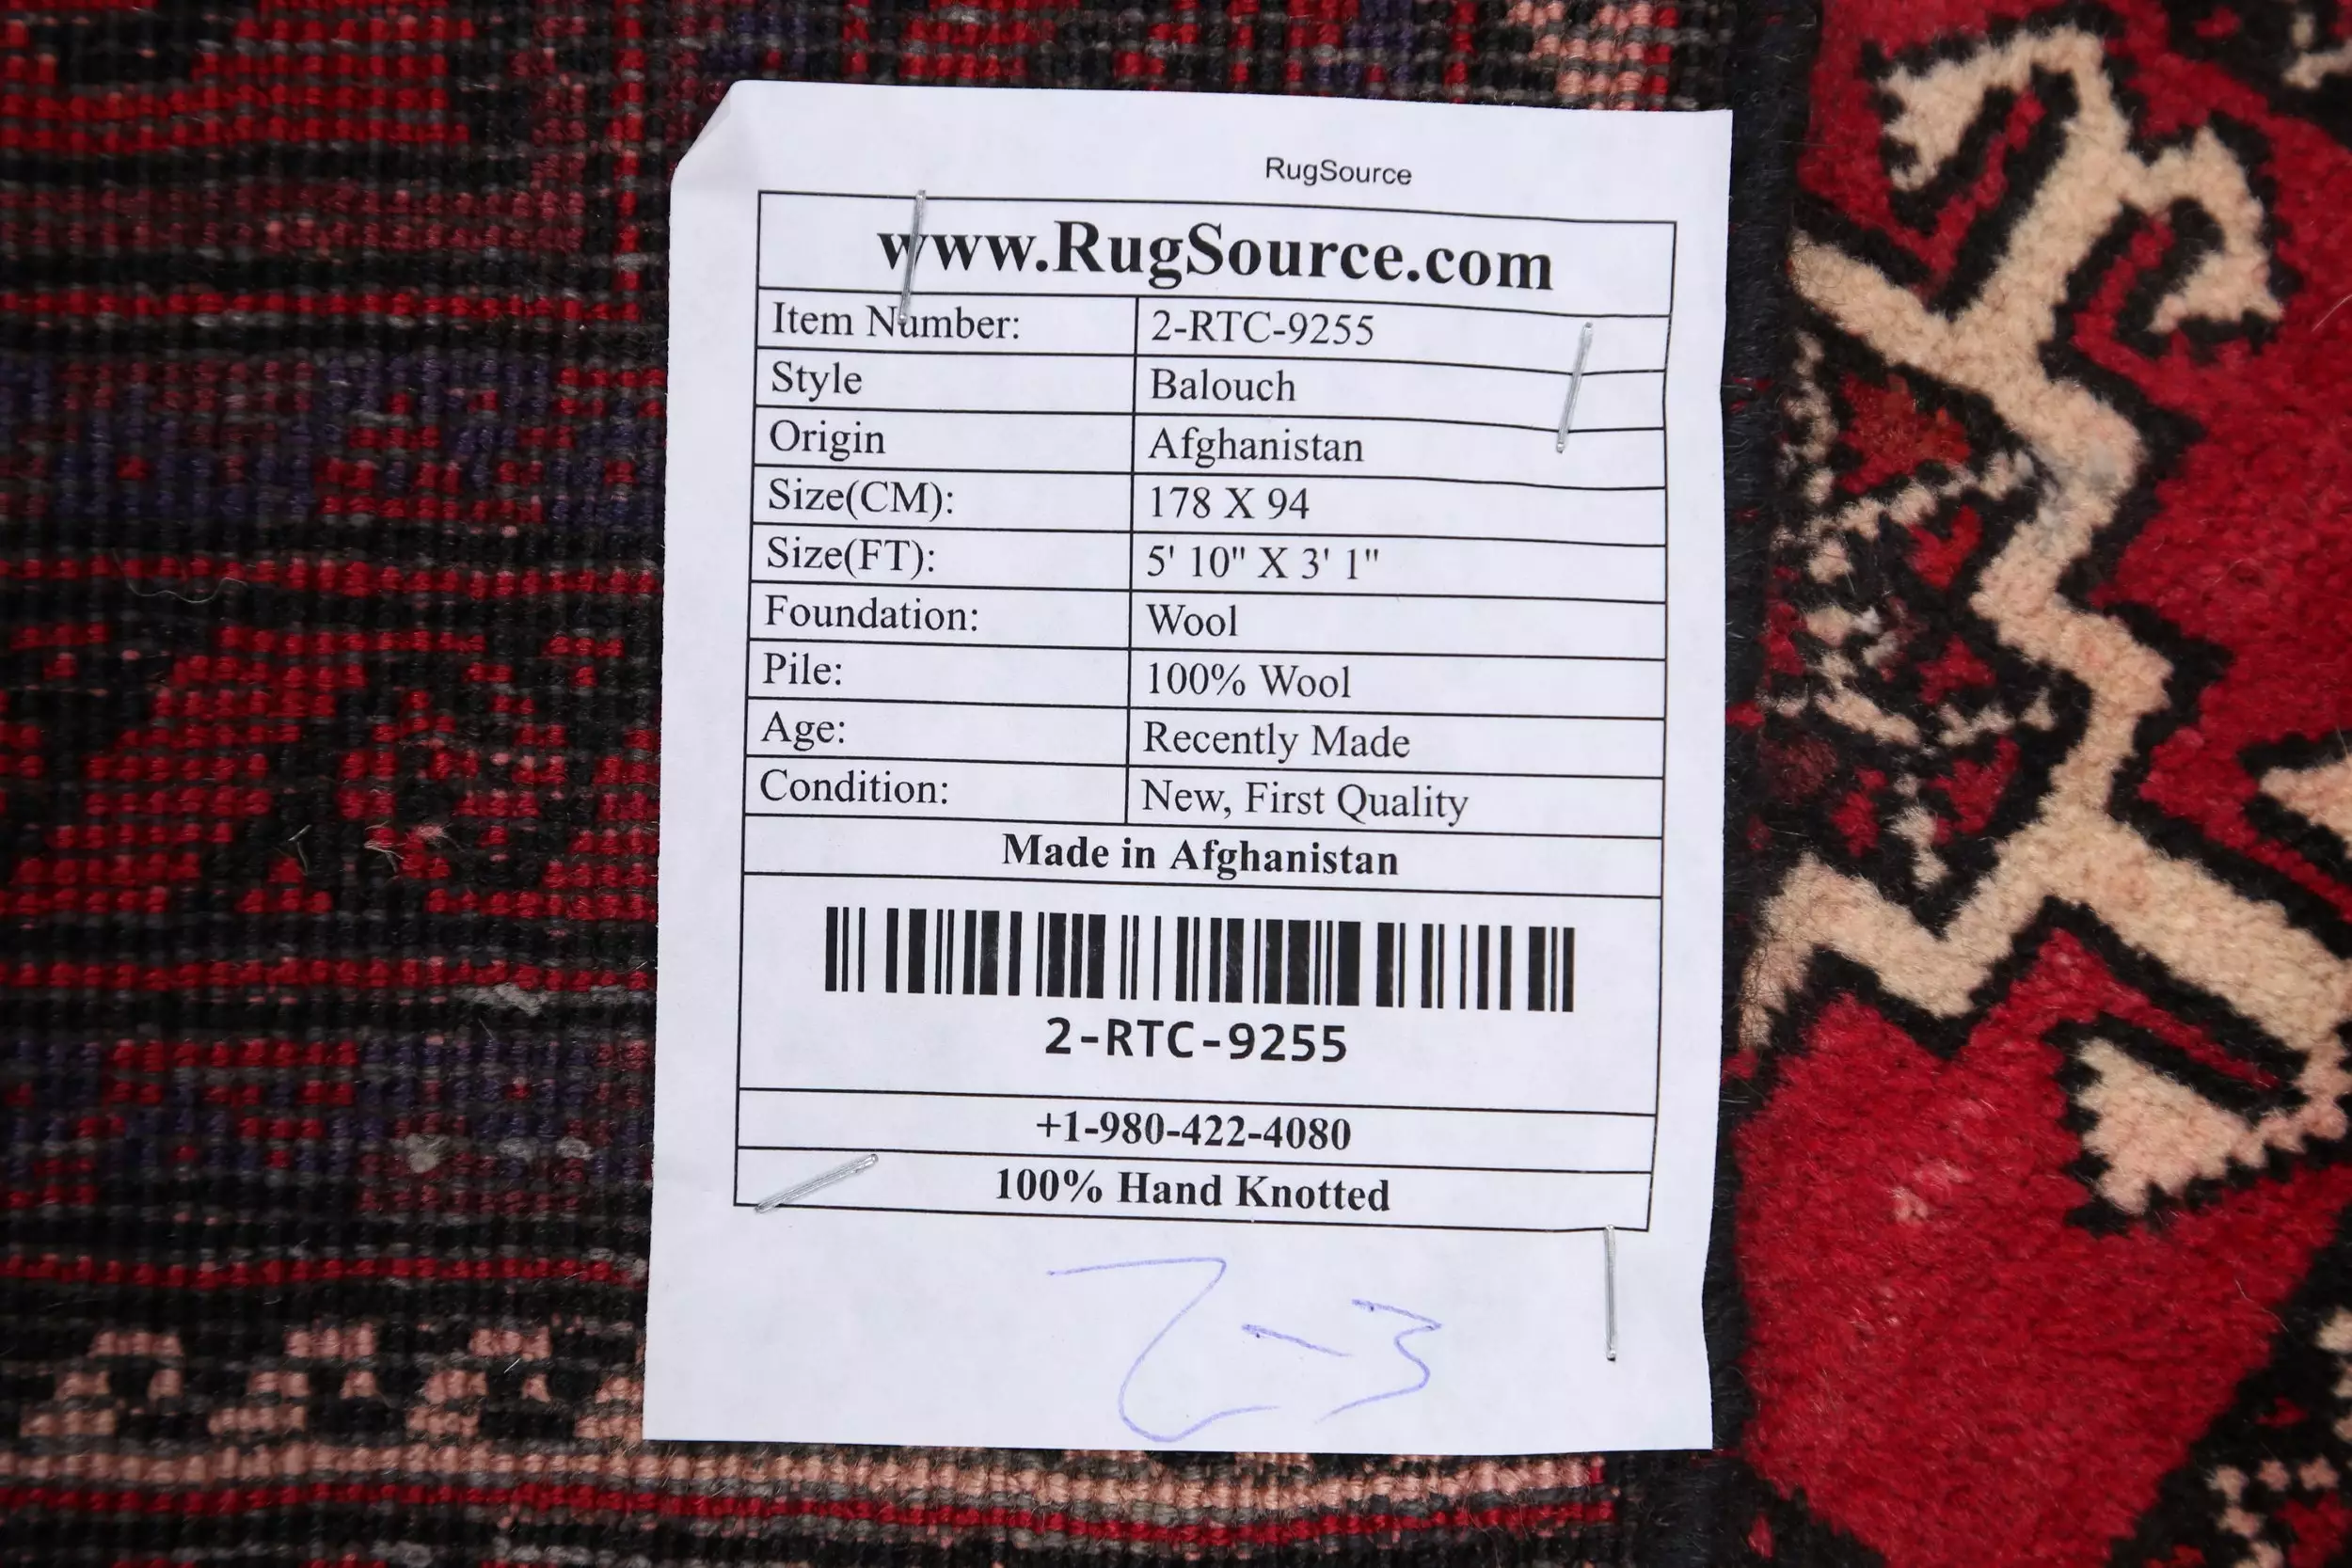 RugSource
www.RugSource.com
Item Number: 2-RTC-9255
Style Balouch
Origin Afghanistan
Size(CM): 178 X 94
Size(FT): 5' 10" X 3' 1"
Foundation: Wool
Pile: 100% Wool
Age: Recently Made
Condition: New, First Quality
Made in Afghanistan
2-RTC-9255
+1-980-422-4080
100% Hand Knotted